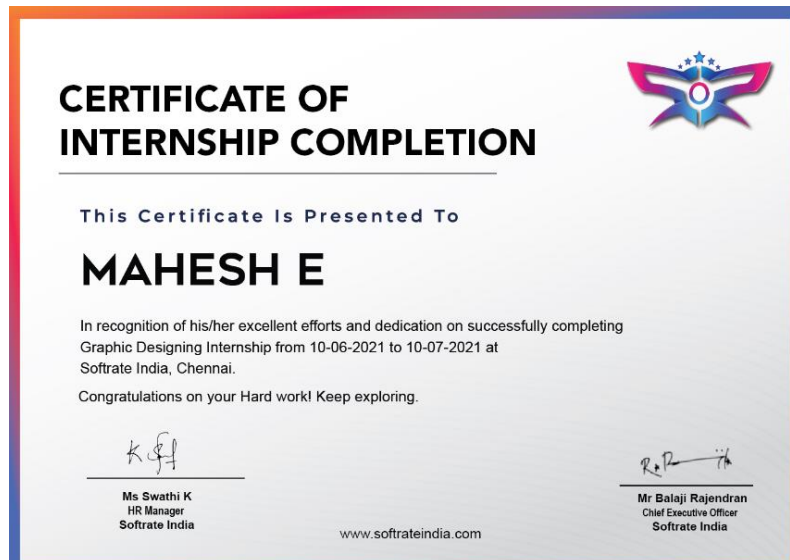 CERTIFICATE OF
INTERNSHIP COMPLETION
This Certificate Is Presented To
MAHESH E
In recognition of his/her excellent efforts and dedication on successfully completing
Graphic Designing Internship from 10-06-2021 to 10-07-2021 at
Softrate India, Chennai.
Congratulations on your Hard work! Keep exploring.
Ms Swathi K
HR Manager
Softrate India
www.softrateindia.com
Mr Balaji Rajendran
Chief Executive Officer
Softrate India